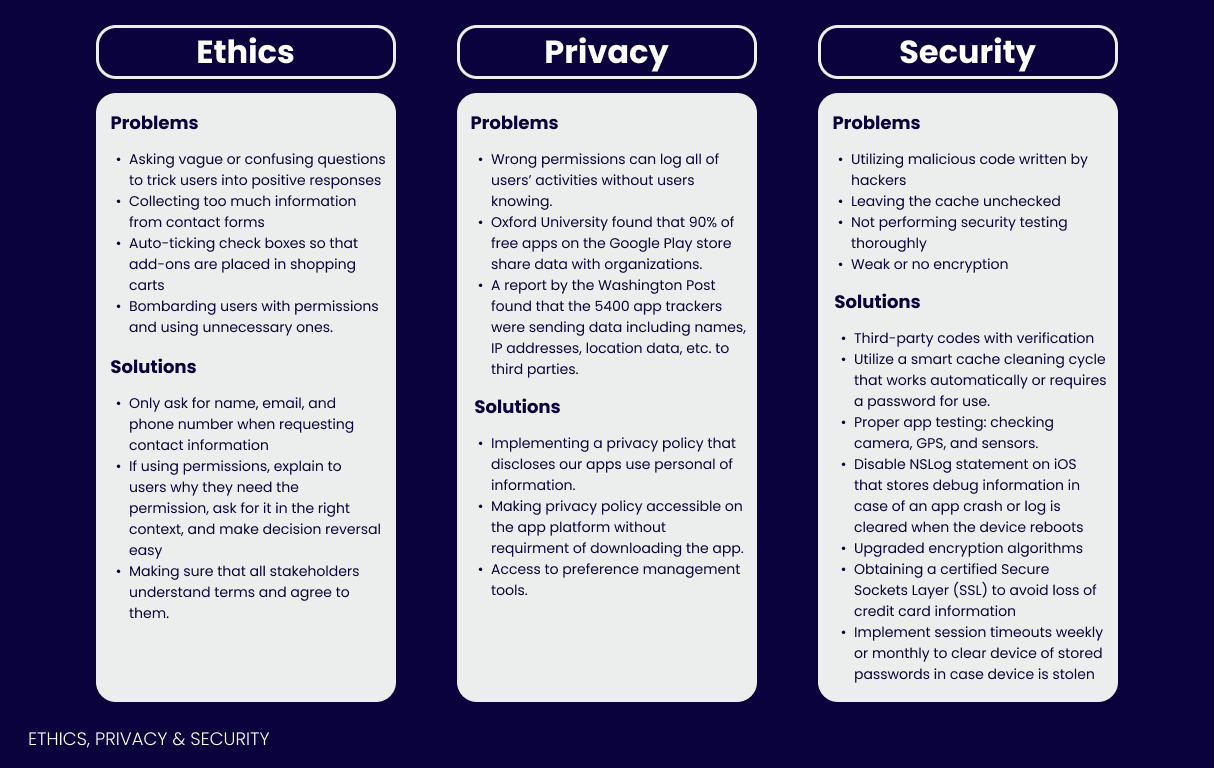 Ethics
Problems
• Asking vague or confusing questions
to trick users into positive responses
• Collecting too much information
from contact forms
• Auto-ticking check boxes so that
add-ons are placed in shopping
carts
• Bombarding users with permissions
and using unnecessary ones.
Solutions
• Only ask for name, email, and
phone number when requesting
contact information
• If using permissions, explain to
users why they need the
permission, ask for it in the right
context, and make decision reversal
easy
• Making sure that all stakeholders
understand terms and agree to
them.
Privacy
Problems
• Wrong permissions can log all of
users’ activities without users
knowing.
• Oxford University found that 90% of
free apps on the Google Play store
share data with organizations.
• A report by the Washington Post
found that the 5400 app trackers
were sending data including names,
IP addresses, location data, etc. to
third parties.
Solutions
• Implementing a privacy policy that
discloses our apps use personal of
information.
• Making privacy policy accessible on
the app platform without
requirment of downloading the app.
• Access to preference management
tools.
Security
Problems
• Utilizing malicious code written by
hackers
• Leaving the cache unchecked
• Not performing security testing
thoroughly
• Weak or no encryption
Solutions
• Third-party codes with verification
• Utilize a smart cache cleaning cycle
that works automatically or requires
a password for use.
• Proper app testing: checking
camera, GPS, and sensors.
• Disable NSLog statement on iOS
that stores debug information in
case of an app crash or log is
cleared when the device reboots
• Upgraded encryption algorithms
• Obtaining a certified Secure
Sockets Layer (SSL) to avoid loss of
credit card information
• Implement session timeouts weekly
or monthly to clear device of stored
passwords in case device is stolen
ETHICS, PRIVACY & SECURITY